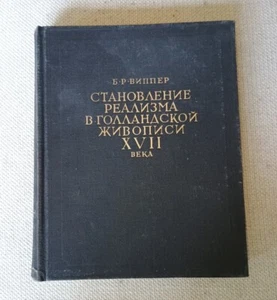 Б·Р·ВИППЕР
СТАНОВЛЕНИЕ
РЕАЛИЗМА
В·ГОЛЛАНДСКОЙ
ЖИВОПИСИ
XVII
ВЕКА